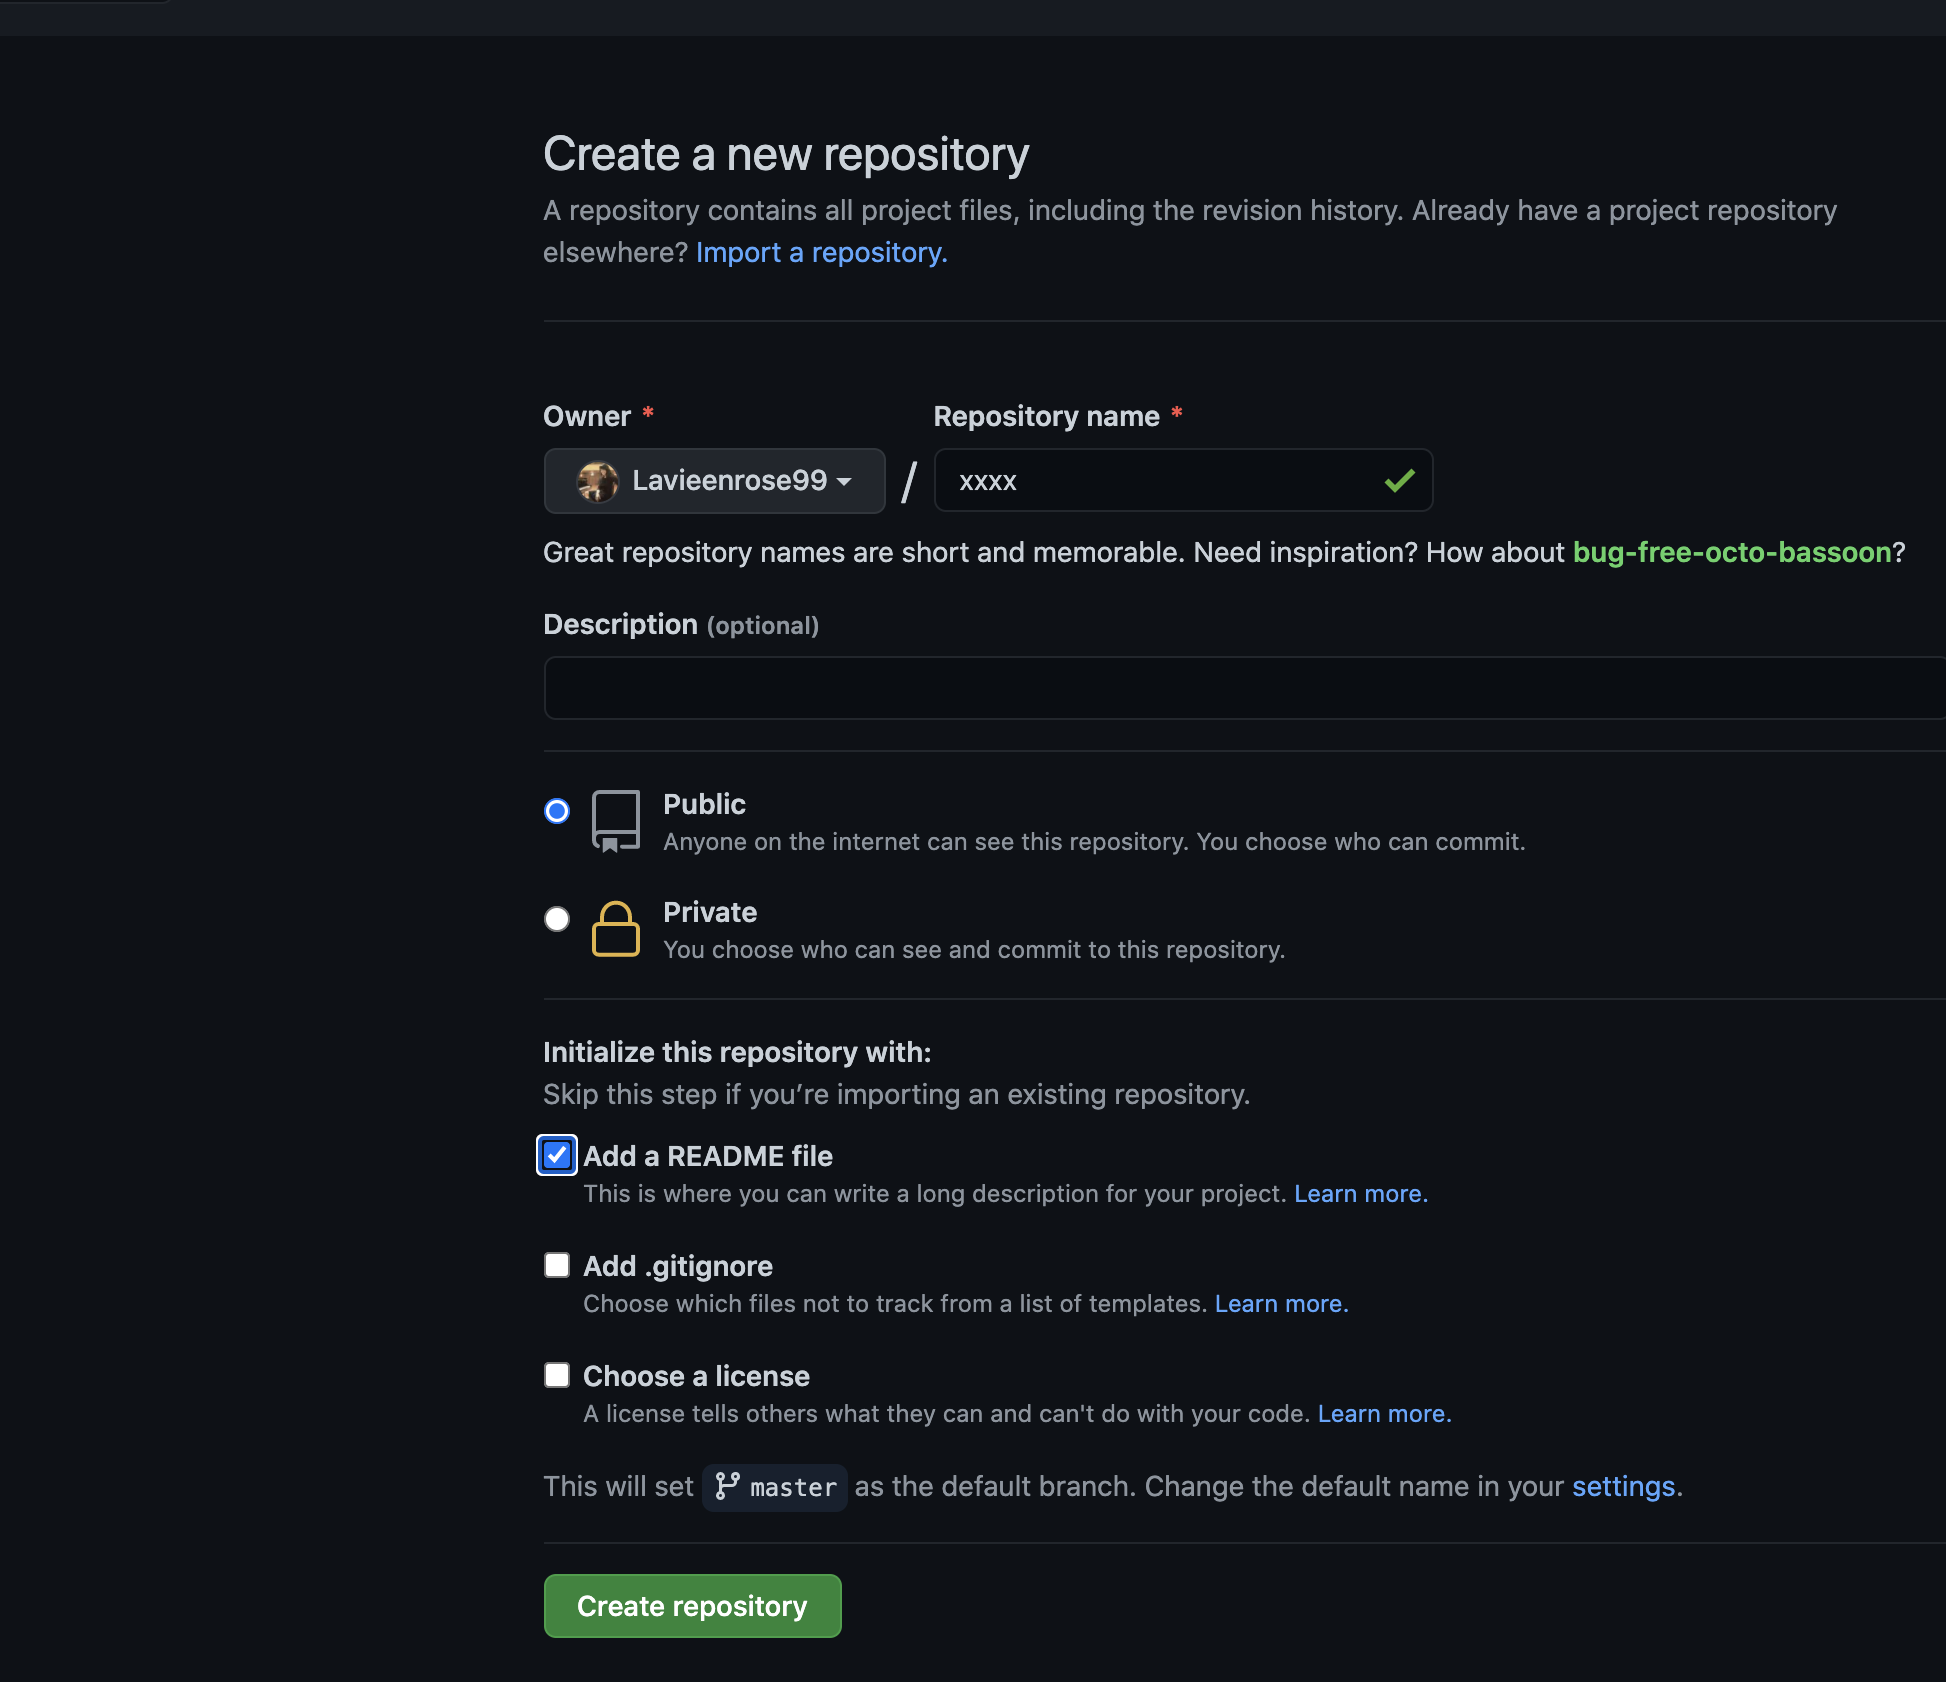 Create a new repository
A repository contains all project files, including the revision history. Already have a project repository
elsewhere? Import a repository.
Owner * Repository name *
Lavieenrose99 / xxxx
Great repository names are short and memorable. Need inspiration? How about bug-free-octo-bassoon?
Description (optional)
Public
Anyone on the internet can see this repository. You choose who can commit.
Private
You choose who can see and commit to this repository.
Initialize this repository with:
Skip this step if you’re importing an existing repository.
Add a README file
This is where you can write a long description for your project. Learn more.
Add .gitignore
Choose which files not to track from a list of templates. Learn more.
Choose a license
A license tells others what they can and can't do with your code. Learn more.
This will set master as the default branch. Change the default name in your settings.
Create repository